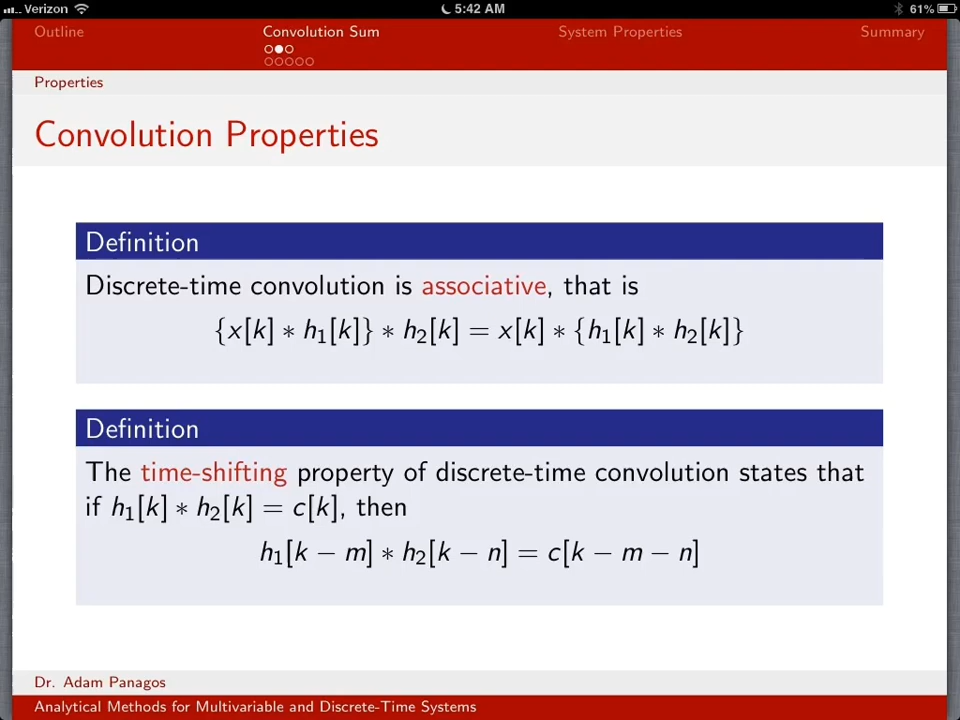 Verizon 5:42 AM 61%
Outline Convolution Sum System Properties Summary
Properties
Convolution Properties
Definition
Discrete-time convolution is associative, that is
{x[k] ∗ h₁[k]} ∗ h₂[k] = x[k] ∗ {h₁[k] ∗ h₂[k]}
Definition
The time-shifting property of discrete-time convolution states that
if h₁[k] ∗ h₂[k] = c[k], then
h₁[k − m] ∗ h₂[k − n] = c[k − m − n]
Dr. Adam Panagos
Analytical Methods for Multivariable and Discrete-Time Systems